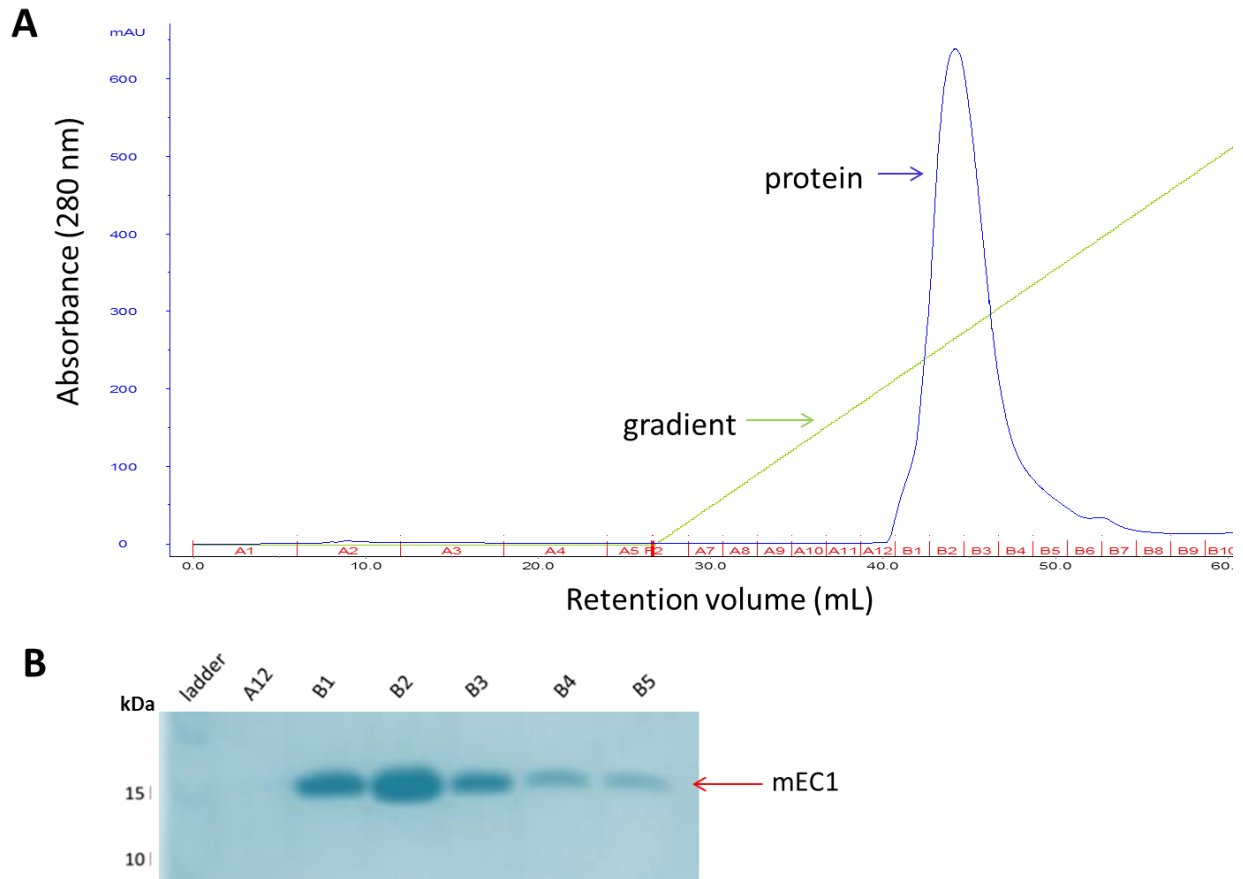 A
mAU
600
500
400
300
200
100
0
Absorbance (280 nm)
protein
gradient
A1 A2 A3 A4 A5 F2 A7 A8 A9 A10 A11 A12 B1 B2 B3 B4 B5 B6 B7 B8 B9 B10
0.0 10.0 20.0 30.0 40.0 50.0 60.
Retention volume (mL)
B
ladder A12 B1 B2 B3 B4 B5
kDa
15
mEC1
10